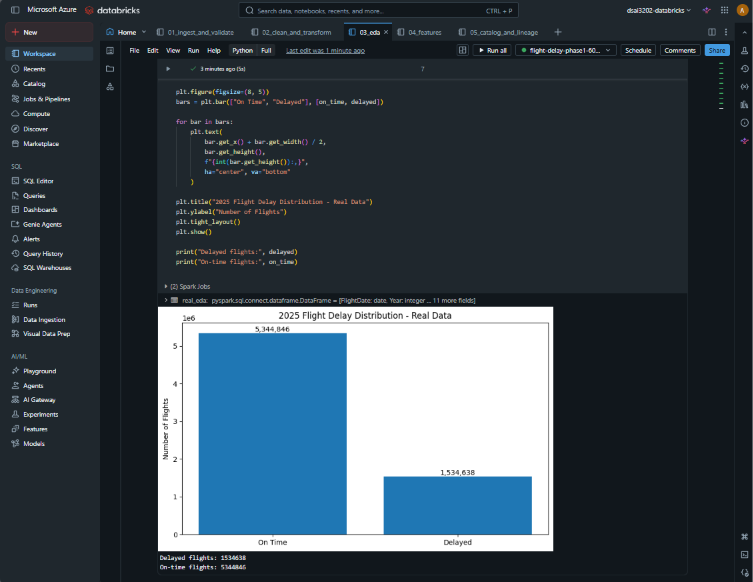 Microsoft Azure databricks
Search data, notebooks, recents, and more...
CTRL + P
dsai3202-databricks
A
New
Workspace
Recents
Catalog
Jobs & Pipelines
Compute
Discover
Marketplace
SQL
SQL Editor
Queries
Dashboards
Genie Agents
Alerts
Query History
SQL Warehouses
Data Engineering
Runs
Data Ingestion
Visual Data Prep
AI/ML
Playground
Agents
AI Gateway
Experiments
Features
Models
Home 01_ingest_and_validate 02_clean_and_transform 03_eda 04_features 05_catalog_and_lineage
File Edit View Run Help Python Full Last edit was 1 minute ago Run all flight-delay-phase1-60... Schedule Comments Share
3 minutes ago (5s) 7
plt.figure(figsize=(8, 5))
bars = plt.bar(["On Time", "Delayed"], [on_time, delayed])
for bar in bars:
plt.text(
bar.get_x() + bar.get_width() / 2,
bar.get_height(),
f"{int(bar.get_height()):,}",
ha="center", va="bottom"
)
plt.title("2025 Flight Delay Distribution - Real Data")
plt.ylabel("Number of Flights")
plt.tight_layout()
plt.show()
print("Delayed flights:", delayed)
print("On-time flights:", on_time)
(2) Spark Jobs
real_eda: pyspark.sql.connect.dataframe.DataFrame = [FlightDate: date, Year: integer ... 11 more fields]
2025 Flight Delay Distribution - Real Data
1e6
5,344,846
5
4
3
2
1
0
Number of Flights
1,534,638
On Time
Delayed
Delayed flights: 1534638
On-time flights: 5344846